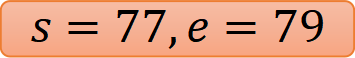 s = 77, e = 79